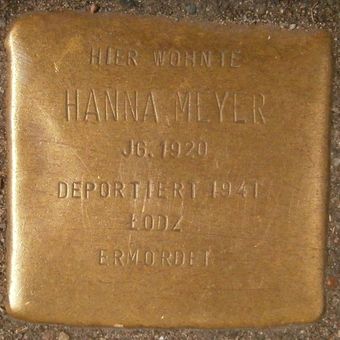 HIER WOHNTE
HANNA MEYER
JG. 1920
DEPORTIERT 1941
ŁODZ
ERMORDET